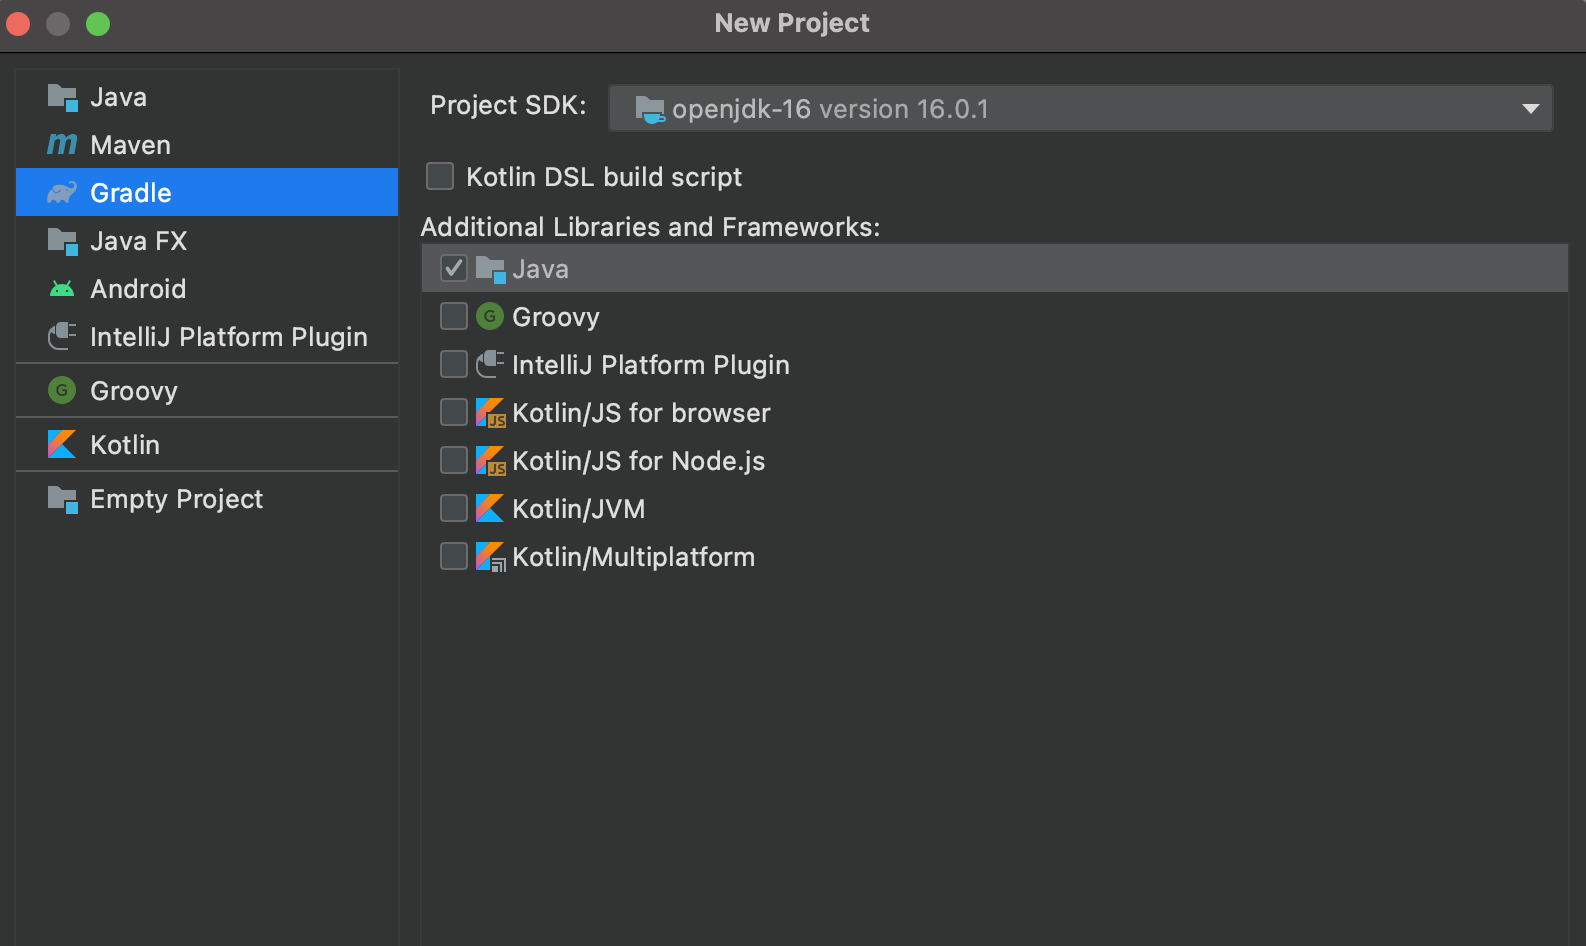 New Project
Java
Maven
Gradle
Java FX
Android
IntelliJ Platform Plugin
Groovy
Kotlin
Empty Project
Project SDK: openjdk-16 version 16.0.1
Kotlin DSL build script
Additional Libraries and Frameworks:
Java
Groovy
IntelliJ Platform Plugin
Kotlin/JS for browser
Kotlin/JS for Node.js
Kotlin/JVM
Kotlin/Multiplatform